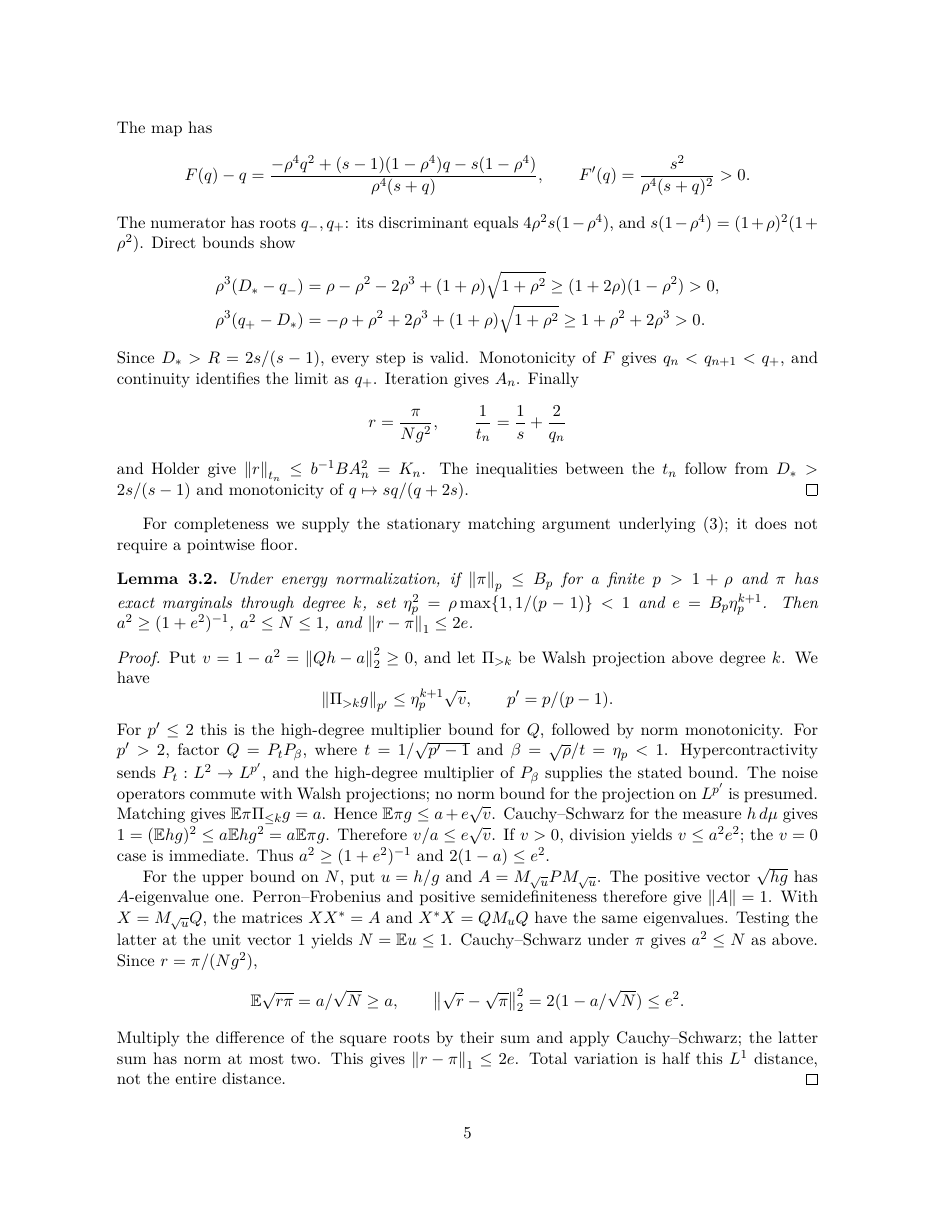 The map has
F(q) − q = (−ρ⁴q² + (s − 1)(1 − ρ⁴)q − s(1 − ρ⁴)) / (ρ⁴(s + q)),    F′(q) = s² / (ρ⁴(s + q)²) > 0.
The numerator has roots q₋, q₊: its discriminant equals 4ρ²s(1−ρ⁴), and s(1−ρ⁴) = (1+ρ)²(1+
ρ²). Direct bounds show
ρ³(D∗ − q₋) = ρ − ρ² − 2ρ³ + (1 + ρ)√(1 + ρ²) ≥ (1 + 2ρ)(1 − ρ²) > 0,
ρ³(q₊ − D∗) = −ρ + ρ² + 2ρ³ + (1 + ρ)√(1 + ρ²) ≥ 1 + ρ² + 2ρ³ > 0.
Since D∗ > R = 2s/(s − 1), every step is valid. Monotonicity of F gives qₙ < qₙ₊₁ < q₊, and
continuity identifies the limit as q₊. Iteration gives Aₙ. Finally
r = π / (Ng²),    1/tₙ = 1/s + 2/qₙ
and Holder give ‖r‖_{tₙ} ≤ b⁻¹BAₙ² = Kₙ. The inequalities between the tₙ follow from D∗ >
2s/(s − 1) and monotonicity of q ↦ sq/(q + 2s). □
For completeness we supply the stationary matching argument underlying (3); it does not
require a pointwise floor.
Lemma 3.2. Under energy normalization, if ‖π‖_p ≤ B_p for a finite p > 1 + ρ and π has
exact marginals through degree k, set η_p² = ρ max{1, 1/(p − 1)} < 1 and e = B_pη_p^{k+1}. Then
a² ≥ (1 + e²)⁻¹, a² ≤ N ≤ 1, and ‖r − π‖₁ ≤ 2e.
Proof. Put v = 1 − a² = ‖Qh − a‖₂² ≥ 0, and let Π_{>k} be Walsh projection above degree k. We
have
‖Π_{>k}g‖_{p′} ≤ η_p^{k+1}√v,    p′ = p/(p − 1).
For p′ ≤ 2 this is the high-degree multiplier bound for Q, followed by norm monotonicity. For
p′ > 2, factor Q = P_tP_β, where t = 1/√(p′ − 1) and β = √ρ/t = η_p < 1. Hypercontractivity
sends P_t : L² → L^{p′}, and the high-degree multiplier of P_β supplies the stated bound. The noise
operators commute with Walsh projections; no norm bound for the projection on L^{p′} is presumed.
Matching gives 𝔼πΠ_{≤k}g = a. Hence 𝔼πg ≤ a + e√v. Cauchy–Schwarz for the measure h dμ gives
1 = (𝔼hg)² ≤ a𝔼hg² = a𝔼πg. Therefore v/a ≤ e√v. If v > 0, division yields v ≤ a²e²; the v = 0
case is immediate. Thus a² ≥ (1 + e²)⁻¹ and 2(1 − a) ≤ e².
For the upper bound on N, put u = h/g and A = M_{√u}PM_{√u}. The positive vector √(hg) has
A-eigenvalue one. Perron–Frobenius and positive semidefiniteness therefore give ‖A‖ = 1. With
X = M_{√u}Q, the matrices XX* = A and X*X = QM_uQ have the same eigenvalues. Testing the
latter at the unit vector 1 yields N = 𝔼u ≤ 1. Cauchy–Schwarz under π gives a² ≤ N as above.
Since r = π/(Ng²),
𝔼√(rπ) = a/√N ≥ a,    ‖√r − √π‖₂² = 2(1 − a/√N) ≤ e².
Multiply the difference of the square roots by their sum and apply Cauchy–Schwarz; the latter
sum has norm at most two. This gives ‖r − π‖₁ ≤ 2e. Total variation is half this L¹ distance,
not the entire distance. □
5